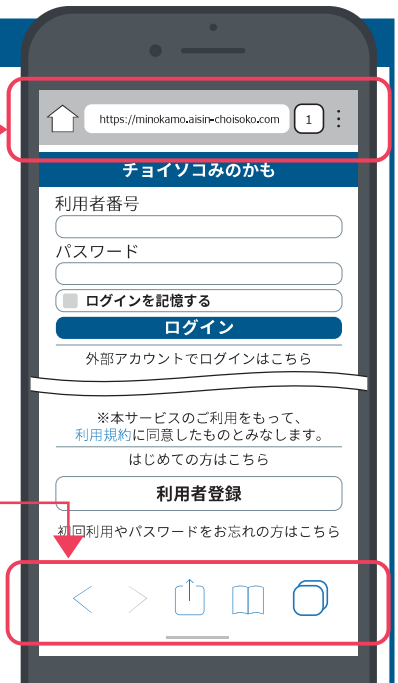 https://minokamo.aisin-choisoko.com
1
チョイソコみのかも
利用者番号
パスワード
ログインを記憶する
ログイン
外部アカウントでログインはこちら
※本サービスのご利用をもって、
利用規約に同意したものとみなします。
はじめての方はこちら
利用者登録
初回利用やパスワードをお忘れの方はこちら